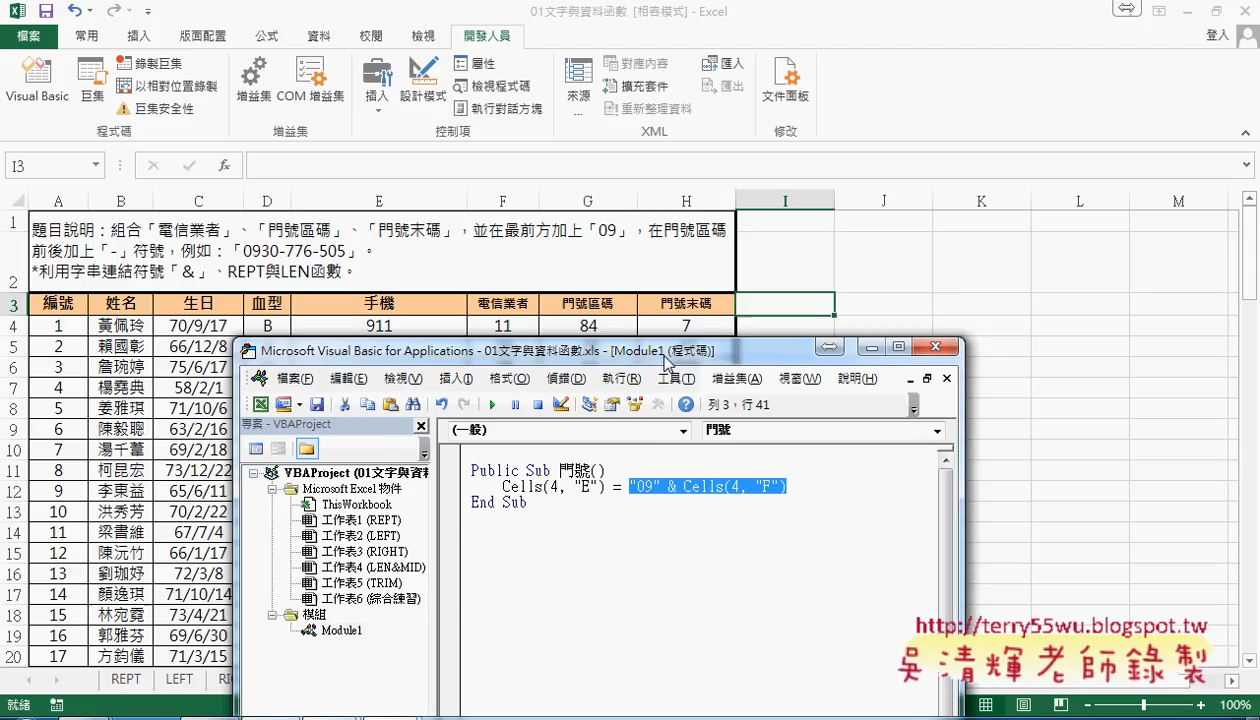 01文字與資料函數 [相容模式] - Excel
檔案 常用 插入 版面配置 公式 資料 校閱 檢視 開發人員 登入
Visual Basic 巨集 錄製巨集 以相對位置錄製 巨集安全性 增益集 COM 增益集 插入 設計模式 屬性 檢視程式碼 執行對話方塊 來源 ... 對應內容 擴充套件 重新整理資料 匯入 匯出 文件面板
程式碼 增益集 控制項 XML 修改
I3 fx
A B C D E F G H I J K L M
1 題目說明：組合「電信業者」、「門號區碼」、「門號末碼」，並在最前方加上「09」，在門號區碼
前後加上「-」符號，例如：「0930-776-505」。
2 *利用字串連結符號「&」、REPT與LEN函數。
3 編號 姓名 生日 血型 手機 電信業者 門號區碼 門號末碼
4 1 黃佩玲 70/9/17 B 911 11 84 7
5 2 賴國彰 66/12/8
6 3 詹琬婷 75/6/17
7 4 楊堯典 58/2/1
8 5 姜雅琪 71/10/6
9 6 陳毅聰 63/2/16
10 7 湯千葦 69/2/18
11 8 柯昆宏 73/12/22
12 9 李東益 65/6/11
13 10 洪秀芳 70/2/2
14 11 梁書維 67/7/4
15 12 陳沅竹 66/1/17
16 13 劉珈妤 72/3/8
17 14 顏逸琪 71/10/14
18 15 林宛霓 73/4/21
19 16 郭雅芬 69/6/30
20 17 方鈞儀 71/3/15
REPT LEFT
就緒 100%
Microsoft Visual Basic for Applications - 01文字與資料函數.xls - [Module1 (程式碼)]
檔案(F) 編輯(E) 檢視(V) 插入(I) 格式(O) 偵錯(D) 執行(R) 工具(T) 增益集(A) 視窗(W) 說明(H)
列 3，行 41
專案 - VBAProject
VBAProject (01文字與資料
Microsoft Excel 物件
ThisWorkbook
工作表1 (REPT)
工作表2 (LEFT)
工作表3 (RIGHT)
工作表4 (LEN&MID)
工作表5 (TRIM)
工作表6 (綜合練習)
模組
Module1
(一般) 門號
Public Sub 門號()
Cells(4, "E") = "09" & Cells(4, "F")
End Sub
http://terry55wu.blogspot.tw
吳清輝老師錄製